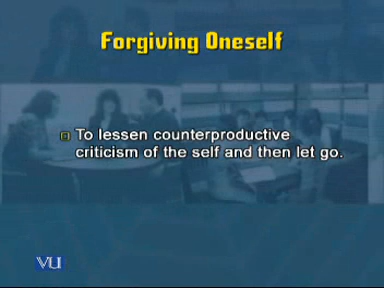 Forgiving Oneself
To lessen counterproductive
criticism of the self and then let go.
VU